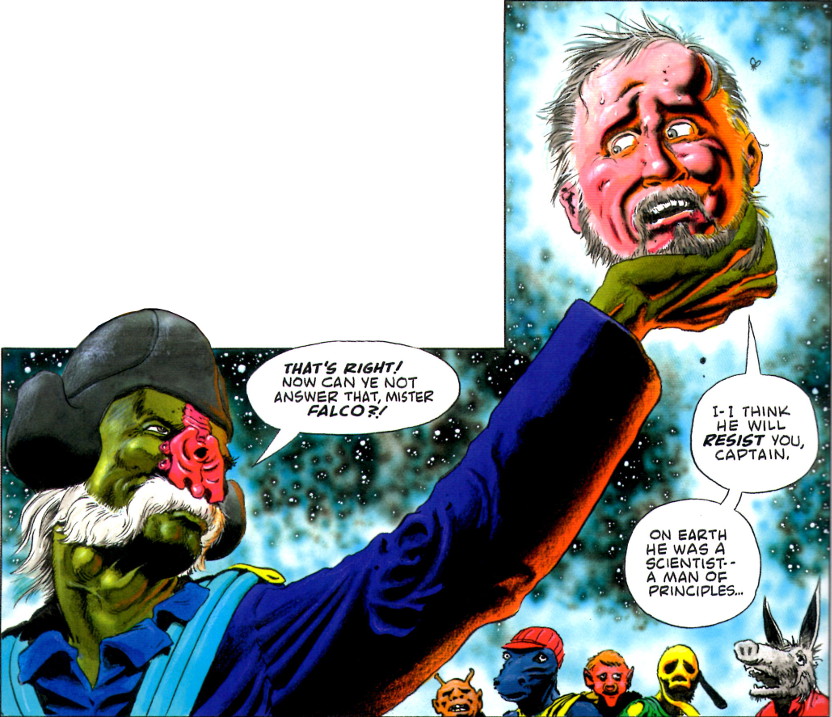 THAT'S RIGHT!
NOW CAN YE NOT
ANSWER THAT, MISTER
FALCO?!
I-I THINK
HE WILL
RESIST YOU,
CAPTAIN.
ON EARTH
HE WAS A
SCIENTIST--
A MAN OF
PRINCIPLES...